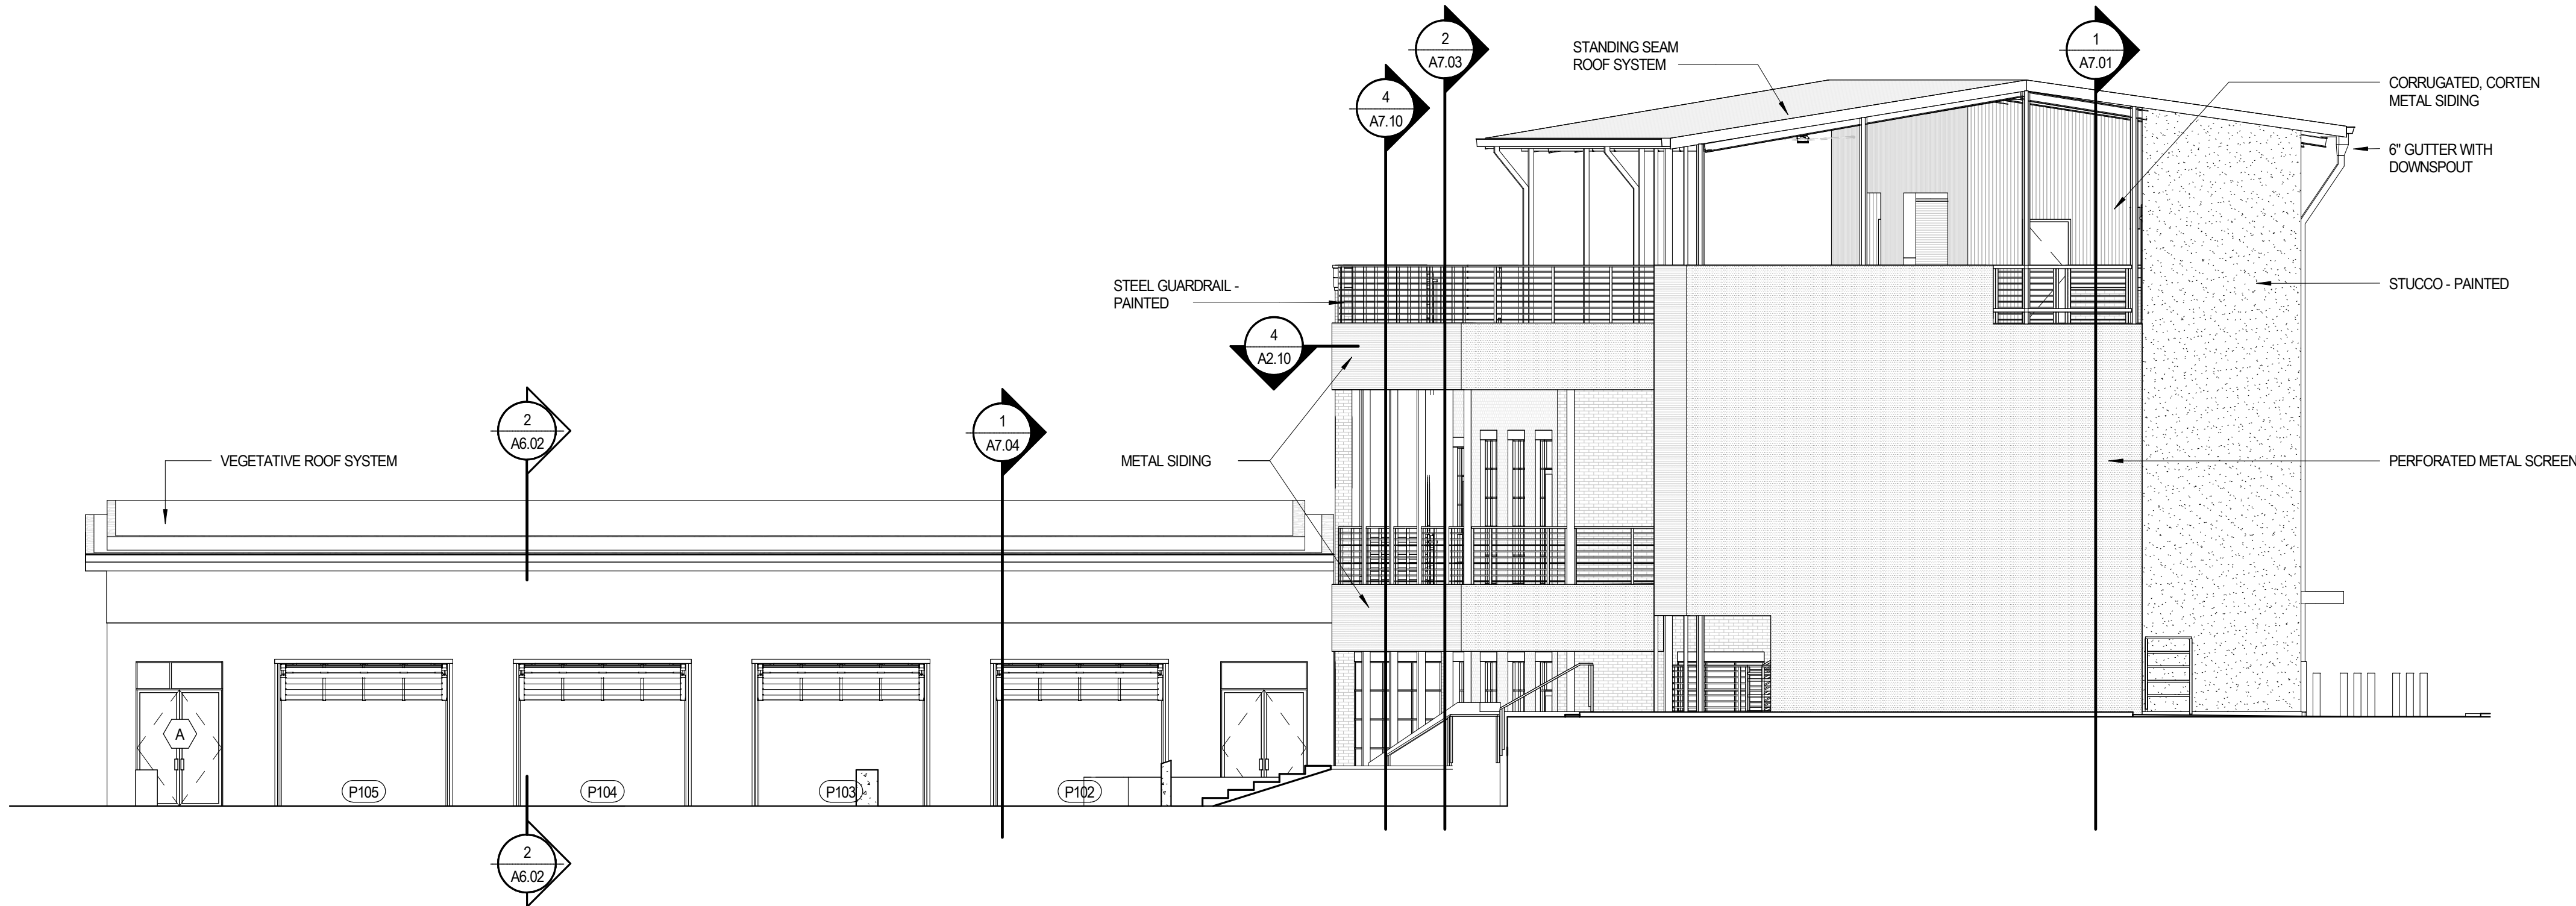 2
A7.03
1
A7.01
STANDING SEAM
ROOF SYSTEM
4
A7.10
CORRUGATED, CORTEN
METAL SIDING
6" GUTTER WITH
DOWNSPOUT
STEEL GUARDRAIL -
PAINTED
STUCCO - PAINTED
4
A2.10
2
A6.02
1
A7.04
VEGETATIVE ROOF SYSTEM
METAL SIDING
PERFORATED METAL SCREEN
A
P105
P104
P103
P102
2
A6.02